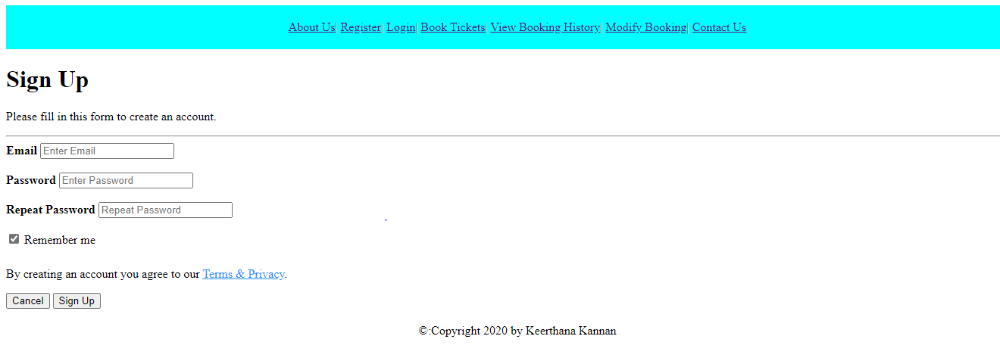 About Us| Register| Login| Book Tickets| View Booking History| Modify Booking| Contact Us
Sign Up
Please fill in this form to create an account.
Email Enter Email
Password Enter Password
Repeat Password Repeat Password
Remember me
By creating an account you agree to our Terms & Privacy.
Cancel Sign Up
©:Copyright 2020 by Keerthana Kannan